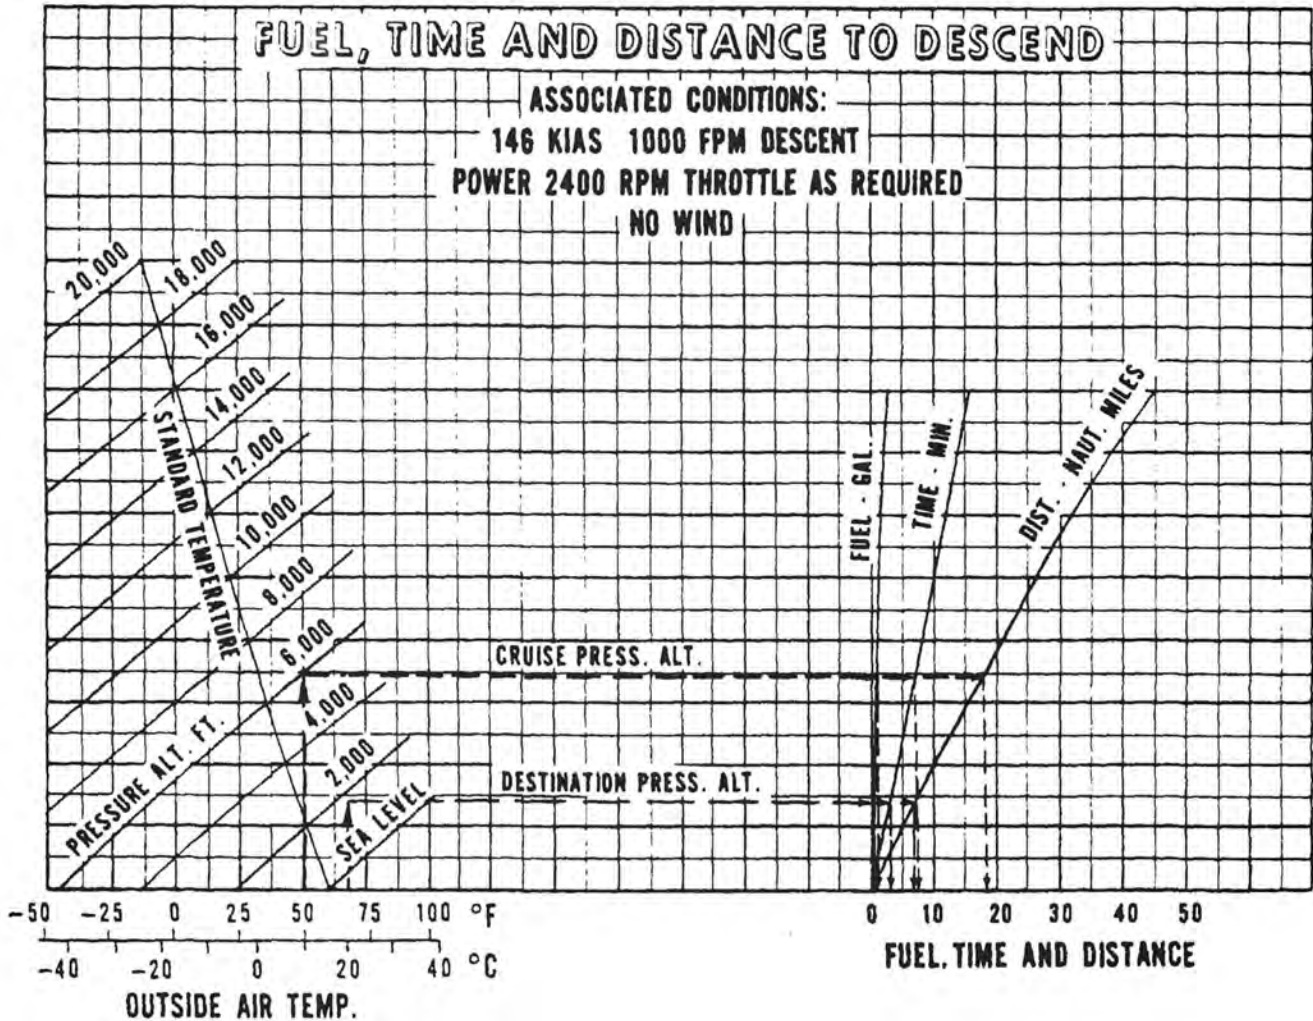 FUEL, TIME AND DISTANCE TO DESCEND
ASSOCIATED CONDITIONS:
146 KIAS 1000 FPM DESCENT
POWER 2400 RPM THROTTLE AS REQUIRED
NO WIND
20,000
18,000
16,000
14,000
12,000
10,000
8,000
6,000
4,000
2,000
SEA LEVEL
STANDARD TEMPERATURE
PRESSURE ALT. FT.
CRUISE PRESS. ALT.
DESTINATION PRESS. ALT.
FUEL - GAL.
TIME - MIN.
DIST. - NAUT. MILES
-50 -25 0 25 50 75 100 °F
-40 -20 0 20 40 °C
OUTSIDE AIR TEMP.
0 10 20 30 40 50
FUEL. TIME AND DISTANCE